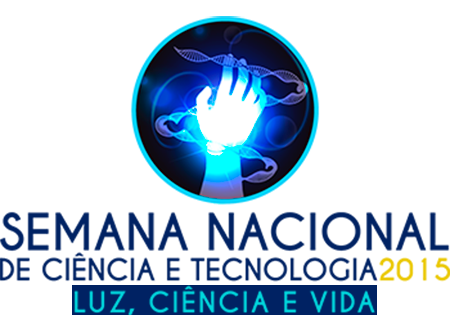 SEMANA NACIONAL
DE CIÊNCIA E TECNOLOGIA2015
LUZ, CIÊNCIA E VIDA